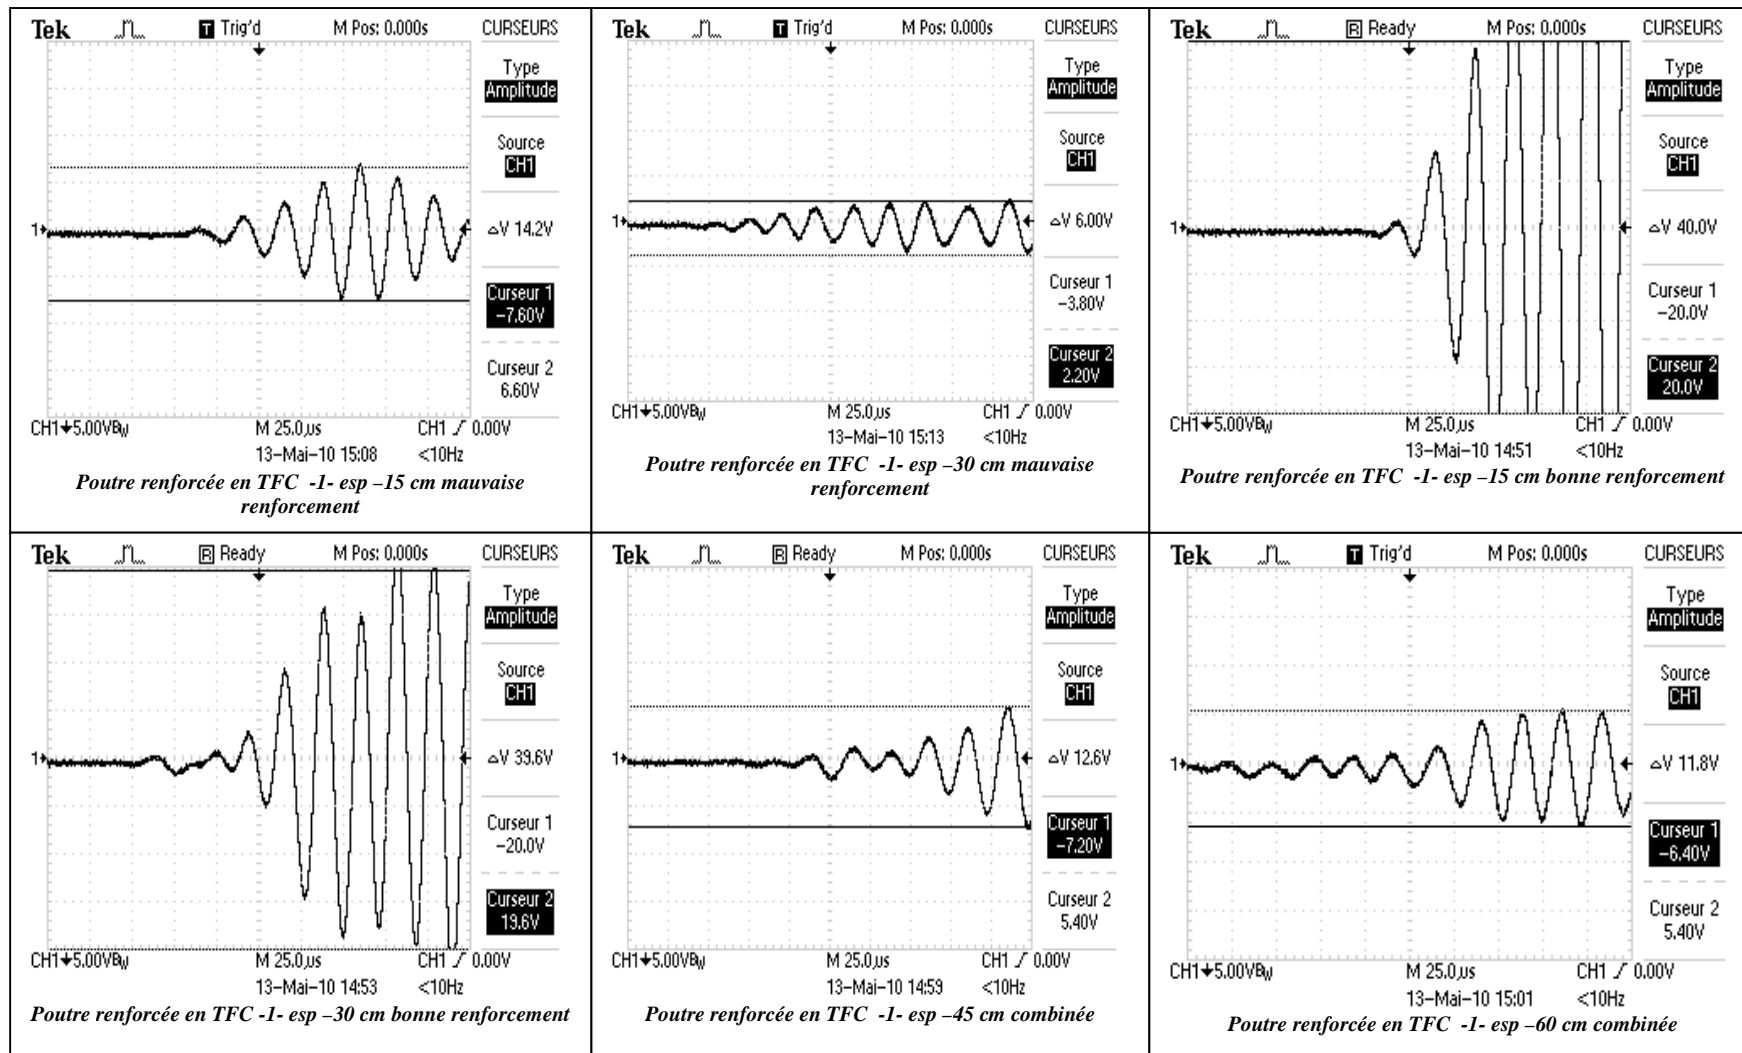 Tek T Trig'd M Pos: 0.000s CURSEURS
Type
Amplitude
Source
CH1
1
△V 14.2V
Curseur 1
−7.60V
Curseur 2
6.60V
CH1 5.00VBW M 25.0µs CH1 0.00V
13−Mai−10 15:08 <10Hz
Poutre renforcée en TFC -1- esp –15 cm mauvaise
renforcement
Tek T Trig'd M Pos: 0.000s CURSEURS
Type
Amplitude
Source
CH1
1
△V 6.00V
Curseur 1
−3.80V
Curseur 2
2.20V
CH1 5.00VBW M 25.0µs CH1 0.00V
13−Mai−10 15:13 <10Hz
Poutre renforcée en TFC -1- esp –30 cm mauvaise
renforcement
Tek R Ready M Pos: 0.000s CURSEURS
Type
Amplitude
Source
CH1
1
△V 40.0V
Curseur 1
−20.0V
Curseur 2
20.0V
CH1 5.00VBW M 25.0µs CH1 0.00V
13−Mai−10 14:51 <10Hz
Poutre renforcée en TFC -1- esp –15 cm bonne renforcement
Tek R Ready M Pos: 0.000s CURSEURS
Type
Amplitude
Source
CH1
1
△V 39.6V
Curseur 1
−20.0V
Curseur 2
19.6V
CH1 5.00VBW M 25.0µs CH1 0.00V
13−Mai−10 14:53 <10Hz
Poutre renforcée en TFC -1- esp –30 cm bonne renforcement
Tek R Ready M Pos: 0.000s CURSEURS
Type
Amplitude
Source
CH1
1
△V 12.6V
Curseur 1
−7.20V
Curseur 2
5.40V
CH1 5.00VBW M 25.0µs CH1 0.00V
13−Mai−10 14:59 <10Hz
Poutre renforcée en TFC -1- esp –45 cm combinée
Tek T Trig'd M Pos: 0.000s CURSEURS
Type
Amplitude
Source
CH1
1
△V 11.8V
Curseur 1
−6.40V
Curseur 2
5.40V
CH1 5.00VBW M 25.0µs CH1 0.00V
13−Mai−10 15:01 <10Hz
Poutre renforcée en TFC -1- esp –60 cm combinée